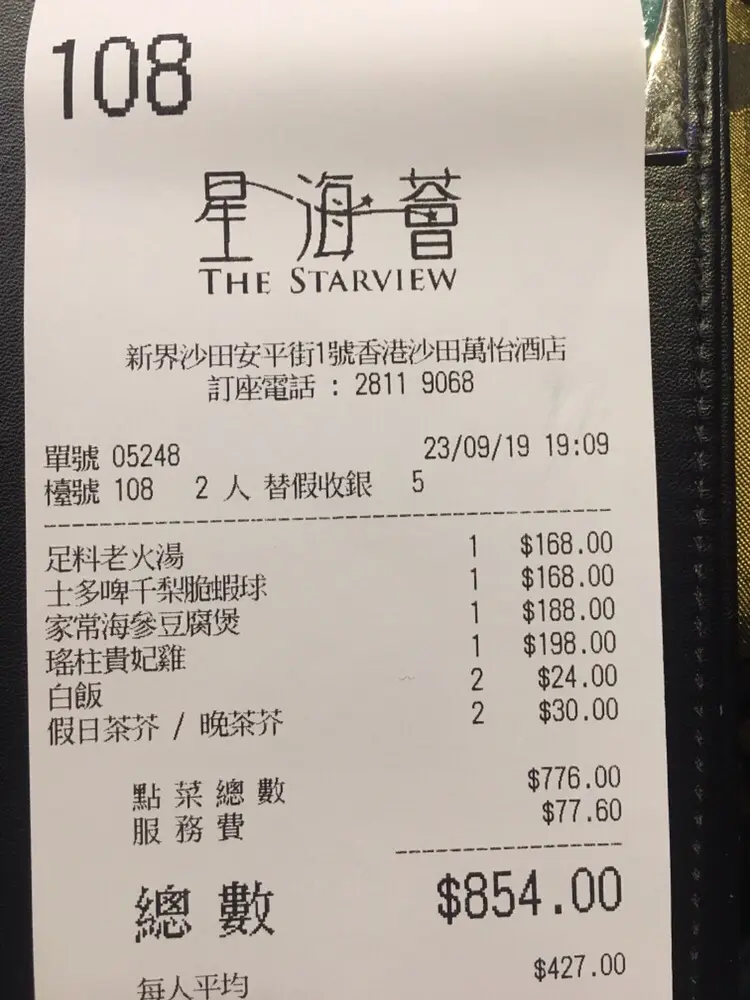 108
星海薈
THE STARVIEW
新界沙田安平街1號香港沙田萬怡酒店
訂座電話 : 2811 9068
單號 05248 23/09/19 19:09
檯號 108 2 人 替假收銀 5
足料老火湯 1 $168.00
士多啤千梨脆蝦球 1 $168.00
家常海參豆腐煲 1 $188.00
瑤柱貴妃雞 1 $198.00
白飯 2 $24.00
假日茶芥 / 晚茶芥 2 $30.00
點菜總數 $776.00
服務費 $77.60
總數 $854.00
每人平均 $427.00